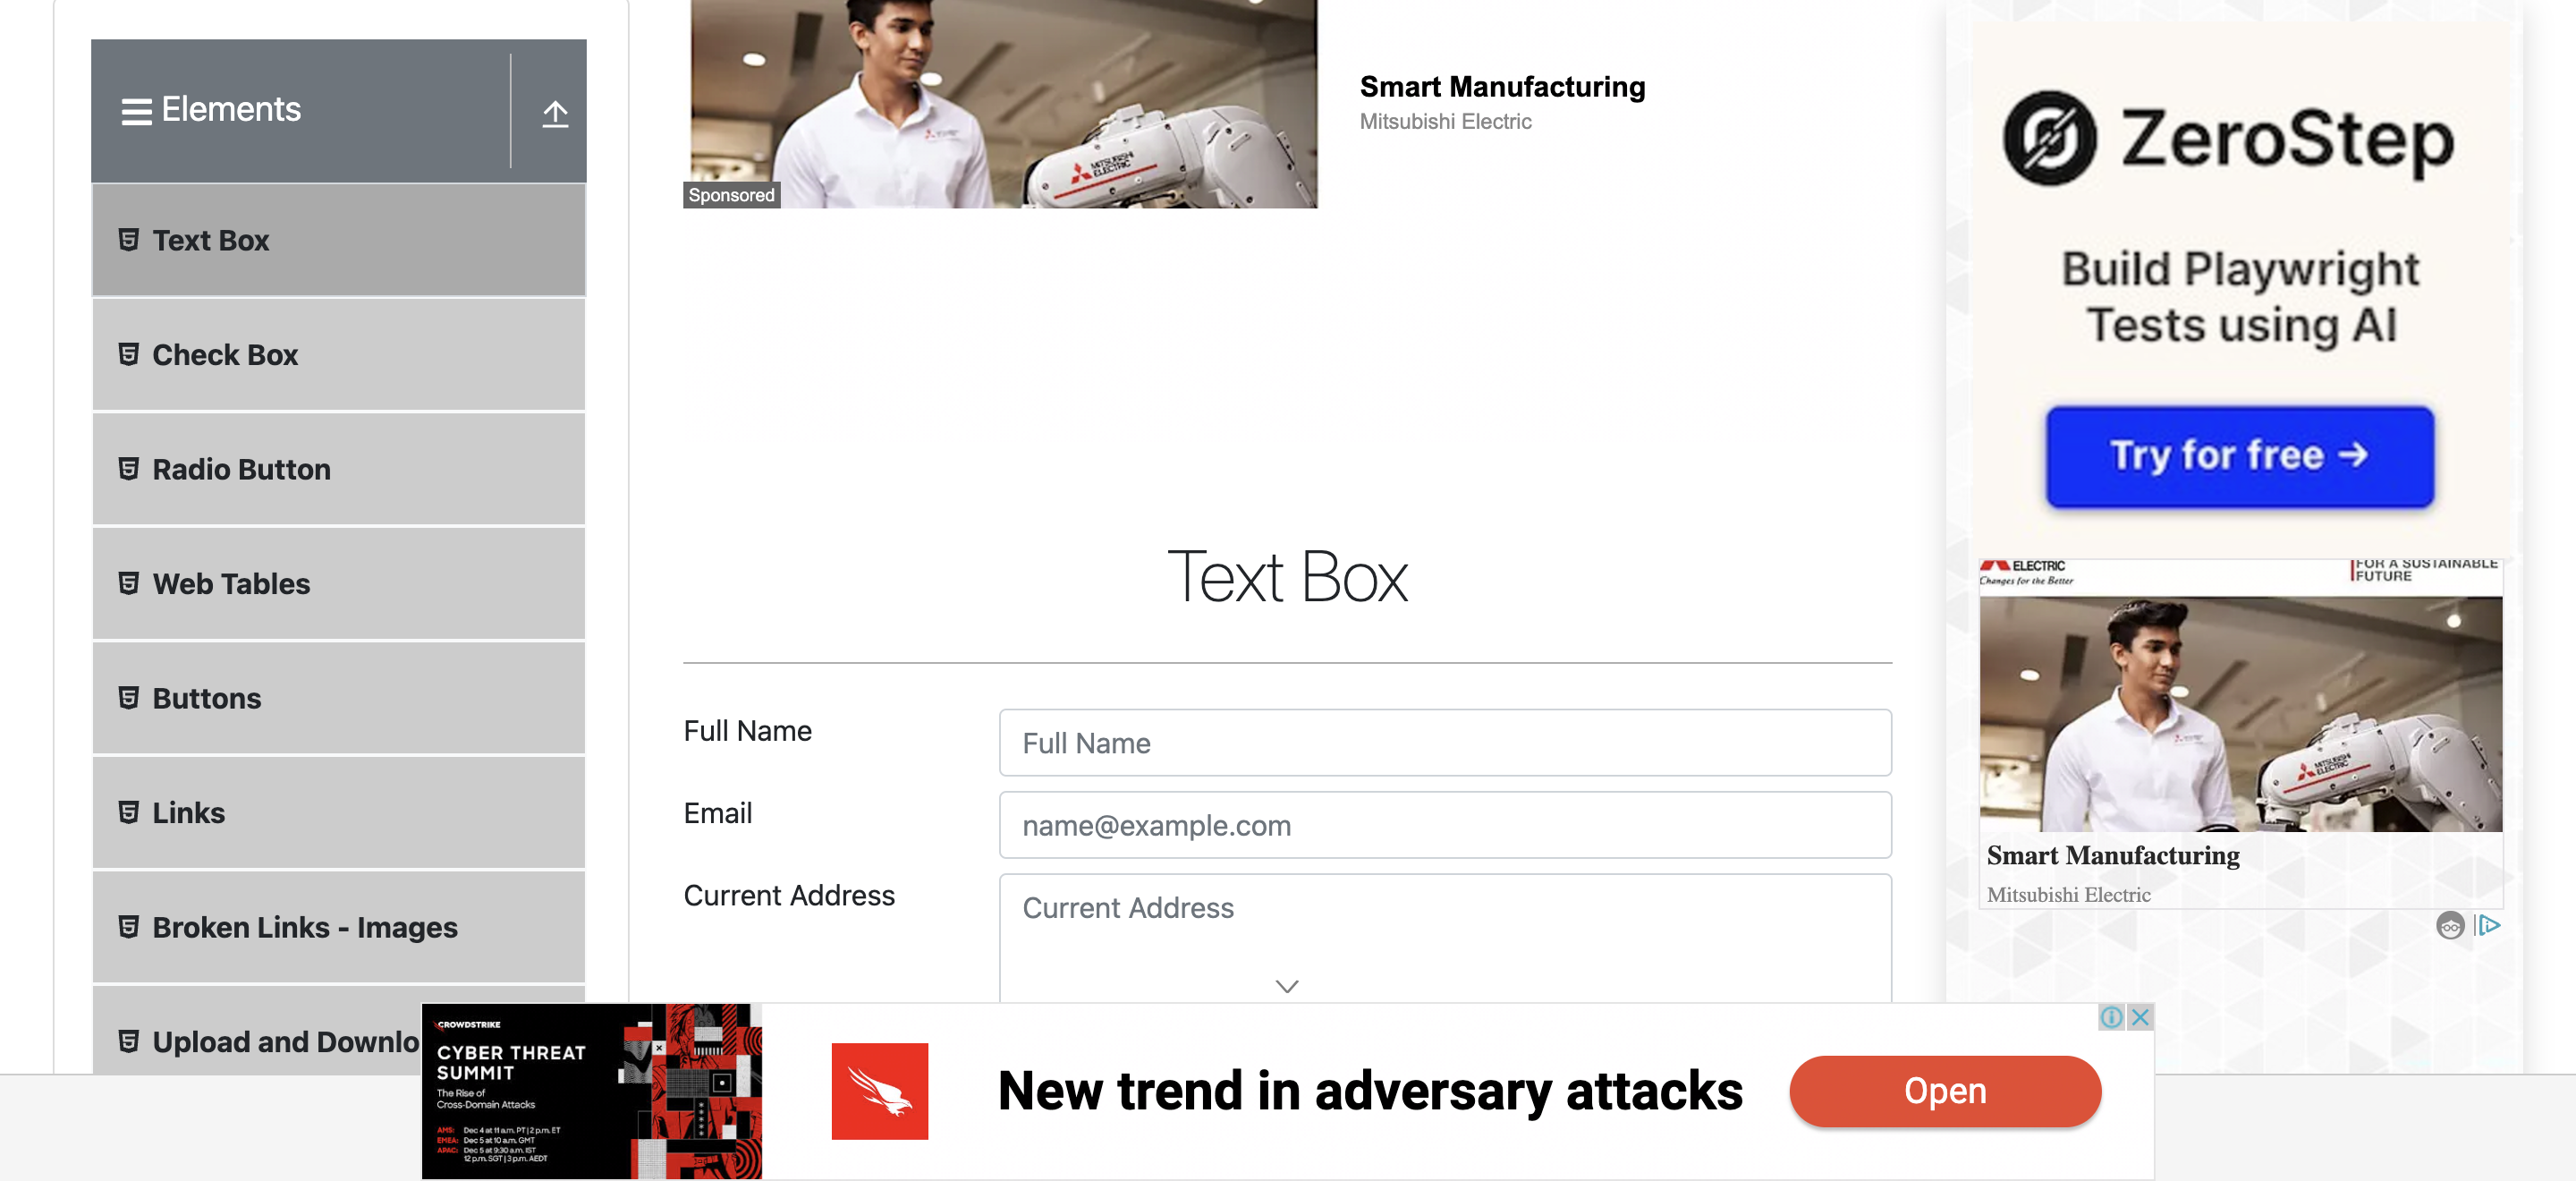 Elements
Text Box
Check Box
Radio Button
Web Tables
Buttons
Links
Broken Links - Images
Upload and Downlo
MITSUBISHI
ELECTRIC
Sponsored
Smart Manufacturing
Mitsubishi Electric
Text Box
Full Name
Full Name
Email
name@example.com
Current Address
Current Address
ZeroStep
Build Playwright
Tests using AI
Try for free →
ELECTRIC
Changes for the Better
FOR A SUSTAINABLE
FUTURE
MITSUBISHI
ELECTRIC
Smart Manufacturing
Mitsubishi Electric
CROWDSTRIKE
CYBER THREAT
SUMMIT
The Rise of
Cross-Domain Attacks
AMS: Dec 4 at 11 a.m. PT | 2 p.m. ET
EMEA: Dec 5 at 10 a.m. GMT
APAC: Dec 5 at 9:30 a.m. IST
12 p.m. SGT | 3 p.m. AEDT
New trend in adversary attacks
Open